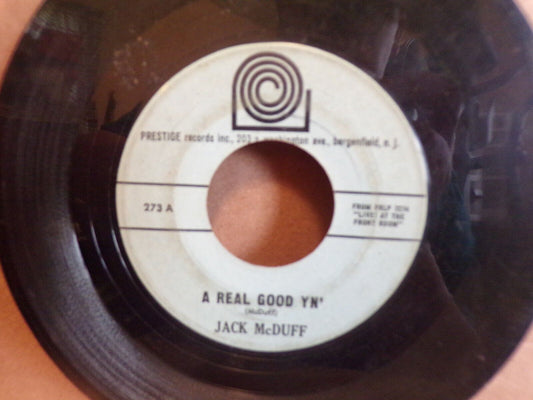 PRESTIGE records inc., 203 s. washington ave., bergenfield, n. j.
273 A
FROM PRLP 7274
"LIVE! AT THE
FRONT ROOM"
A REAL GOOD YN'
(McDuff)
JACK McDUFF